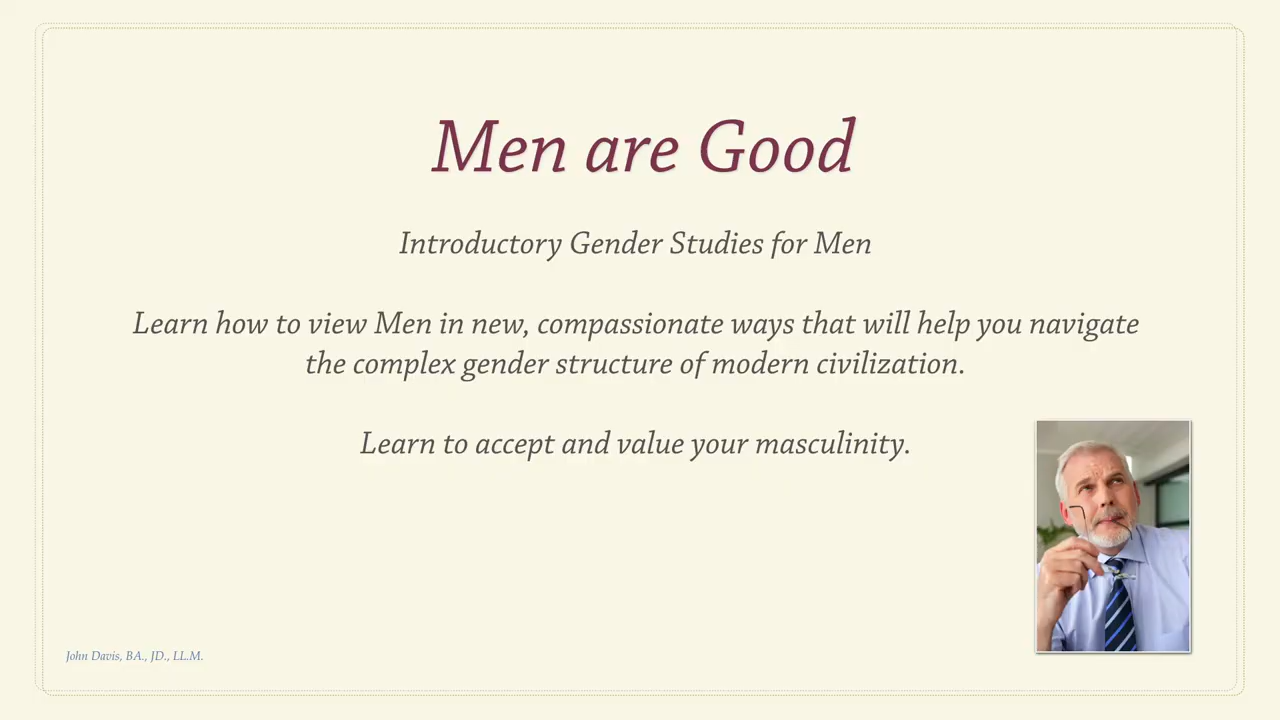 Men are Good
Introductory Gender Studies for Men
Learn how to view Men in new, compassionate ways that will help you navigate
the complex gender structure of modern civilization.
Learn to accept and value your masculinity.
John Davis, BA., JD., LL.M.